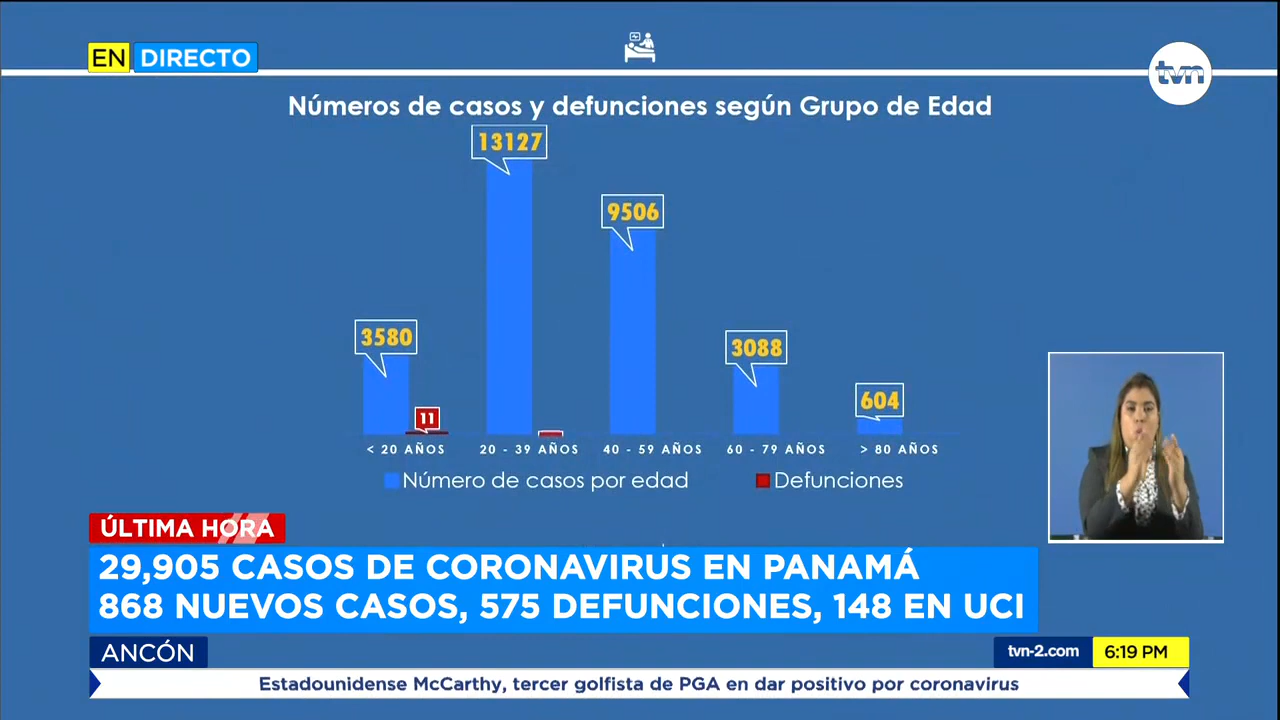 EN DIRECTO
tvn
Números de casos y defunciones según Grupo de Edad
13127
9506
3580
3088
604
11
< 20 AÑOS 20 - 39 AÑOS 40 - 59 AÑOS 60 - 79 AÑOS > 80 AÑOS
Número de casos por edad Defunciones
ÚLTIMA HORA
29,905 CASOS DE CORONAVIRUS EN PANAMÁ
868 NUEVOS CASOS, 575 DEFUNCIONES, 148 EN UCI
ANCÓN tvn-2.com 6:19 PM
Estadounidense McCarthy, tercer golfista de PGA en dar positivo por coronavirus